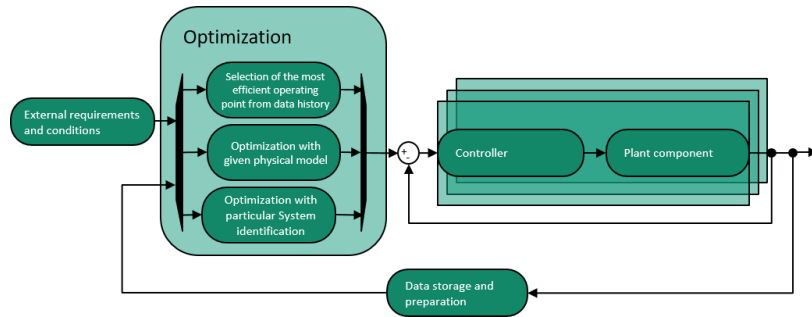 Optimization
Selection of the most
efficient operating
point from data history
External requirements
and conditions
Optimization with
given physical model
+
-
Controller
Plant component
Optimization with
particular System
identification
Data storage and
preparation